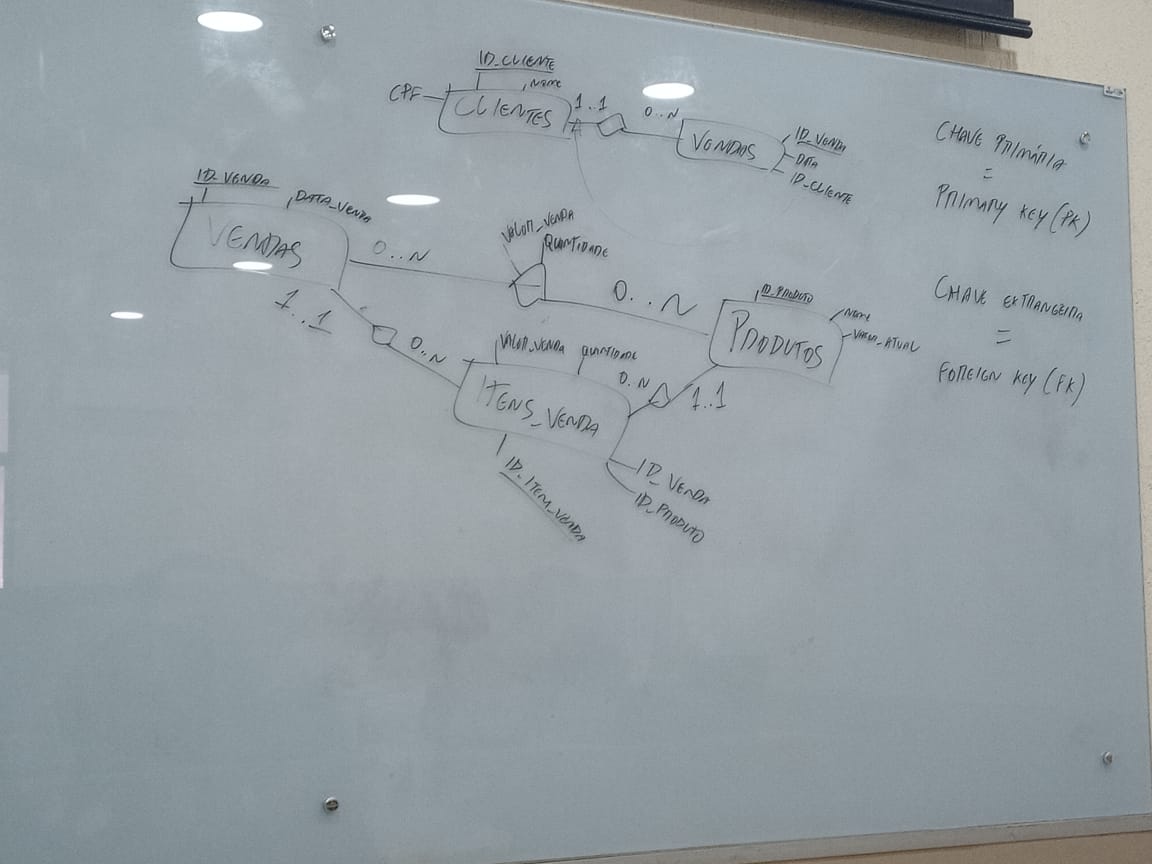 ID_CLIENTE
CPF
NOME
CLIENTES
1..1
0..N
VENDAS
ID_VENDA
DATA
ID_CLIENTE
CHAVE PRIMÁRIA
=
PRIMARY KEY (PK)
ID_VENDA
DATA_VENDA
VENDAS
0..N
VALOR_VENDA
QUANTIDADE
0..N
ID_PRODUTO
NOME
VALOR_ATUAL
PRODUTOS
CHAVE EXTRANGEIRA
=
FOREIGN KEY (FK)
1..1
0..N
VALOR_VENDA
QUANTIDADE
0..N
1..1
ITENS_VENDA
ID_ITEM_VENDA
ID_VENDA
ID_PRODUTO